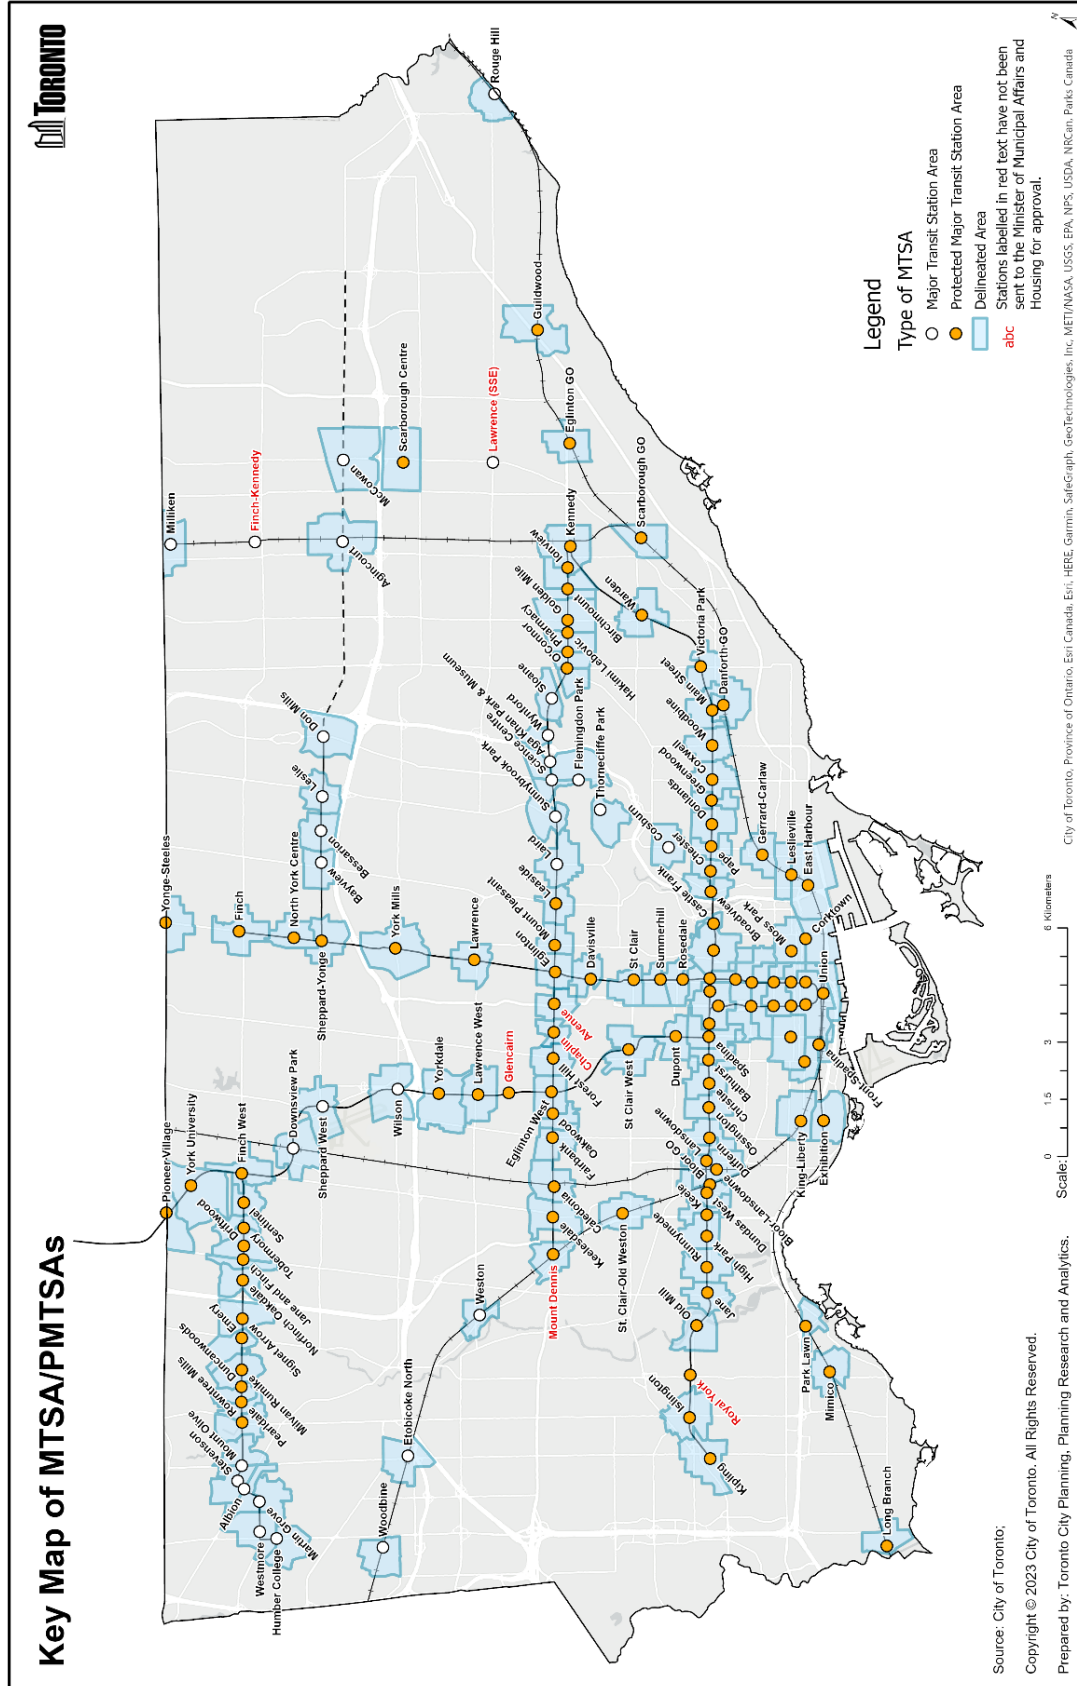 Key Map of MTSA/PMTSAs
TORONTO
Pioneer Village
York University
Finch West
Downsview Park
Sheppard West
Wilson
Yorkdale
Lawrence West
Glencairn
Driftwood
Sentinel
Tobermory
Jane and Finch
Norfinch Oakdale
Signet Arrow
Emery
Duncanwoods
Milvan Rumike
Rowntree Mills
Pearldale
Mount Olive
Stevenson
Albion
Martin Grove
Westmore
Humber College
Woodbine
Etobicoke North
Weston
Yonge-Steeles
Finch
North York Centre
Sheppard-Yonge
York Mills
Lawrence
Bayview
Bessarion
Leslie
Don Mills
Milliken
Finch-Kennedy
Agincourt
McCowan
Scarborough Centre
Lawrence (SSE)
Rouge Hill
Guildwood
Eglinton GO
Scarborough GO
Kennedy
Ionview
Birchmount
Golden Mile
Hakimi Lebovic
Pharmacy
O'Connor
Sloane
Wynford
Aga Khan Park & Museum
Science Centre
Flemingdon Park
Thorncliffe Park
Sunnybrook Park
Laird
Leaside
Mount Pleasant
Eglinton
Avenue
Chaplin
Forest Hill
Eglinton West
Oakwood
Fairbank
Caledonia
Keelesdale
Mount Dennis
St. Clair-Old Weston
Davisville
St Clair
Summerhill
Rosedale
St Clair West
Dupont
Spadina
Bathurst
Christie
Ossington
Dufferin
Lansdowne
Bloor GO
Bloor-Lansdowne
Dundas West
Keele
High Park
Runnymede
Jane
Old Mill
Royal York
Islington
Kipling
Warden
Victoria Park
Main Street
Danforth GO
Woodbine
Coxwell
Greenwood
Donlands
Pape
Cosburn
Chester
Broadview
Castle Frank
Gerrard-Carlaw
Leslieville
East Harbour
Corktown
Moss Park
Union
Front-Spadina
King-Liberty
Exhibition
Park Lawn
Mimico
Long Branch
Legend
Type of MTSA
Major Transit Station Area
Protected Major Transit Station Area
Delineated Area
abc
Stations labelled in red text have not been
sent to the Minister of Municipal Affairs and
Housing for approval.
N
Scale:
0
1.5
3
6 Kilometers
Source: City of Toronto;
Copyright © 2023 City of Toronto. All Rights Reserved.
Prepared by: Toronto City Planning, Planning Research and Analytics.
City of Toronto, Province of Ontario, Esri Canada, Esri, HERE, Garmin, SafeGraph, GeoTechnologies, Inc, METI/NASA, USGS, EPA, NPS, USDA, NRCan, Parks Canada